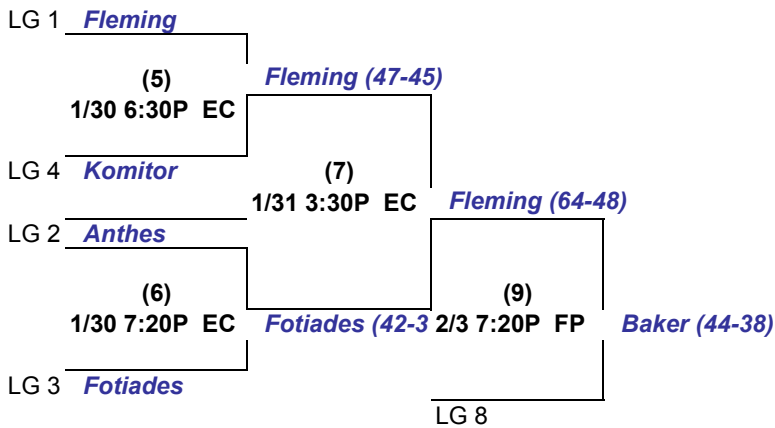 LG 1 Fleming
(5) Fleming (47-45)
1/30 6:30P EC
LG 4 Komitor (7)
1/31 3:30P EC Fleming (64-48)
LG 2 Anthes
(6) (9)
1/30 7:20P EC Fotiades (42-3 2/3 7:20P FP Baker (44-38)
LG 3 Fotiades
LG 8